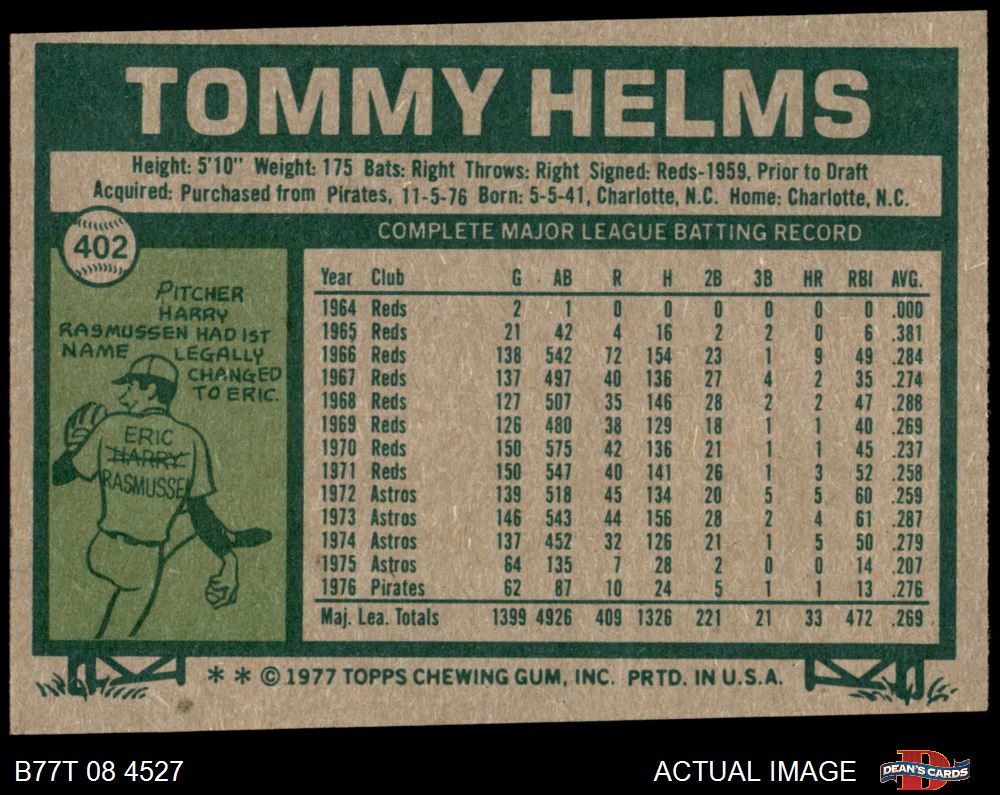 TOMMY HELMS
Height: 5'10" Weight: 175 Bats: Right Throws: Right Signed: Reds-1959, Prior to Draft
Acquired: Purchased from Pirates, 11-5-76 Born: 5-5-41, Charlotte, N.C. Home: Charlotte, N.C.
402
PITCHER
HARRY
RASMUSSEN HAD 1ST
NAME LEGALLY
CHANGED
TO ERIC.
ERIC
HARRY
RASMUSSE
COMPLETE MAJOR LEAGUE BATTING RECORD
Year Club G AB R H 2B 3B HR RBI AVG.
1964 Reds 2 1 0 0 0 0 0 0 .000
1965 Reds 21 42 4 16 2 2 0 6 .381
1966 Reds 138 542 72 154 23 1 9 49 .284
1967 Reds 137 497 40 136 27 4 2 35 .274
1968 Reds 127 507 35 146 28 2 2 47 .288
1969 Reds 126 480 38 129 18 1 1 40 .269
1970 Reds 150 575 42 136 21 1 1 45 .237
1971 Reds 150 547 40 141 26 1 3 52 .258
1972 Astros 139 518 45 134 20 5 5 60 .259
1973 Astros 146 543 44 156 28 2 4 61 .287
1974 Astros 137 452 32 126 21 1 5 50 .279
1975 Astros 64 135 7 28 2 0 0 14 .207
1976 Pirates 62 87 10 24 5 1 1 13 .276
Maj. Lea. Totals 1399 4926 409 1326 221 21 33 472 .269
* * © 1977 TOPPS CHEWING GUM, INC. PRTD. IN U.S.A.
B77T 08 4527 ACTUAL IMAGE D DEAN'S CARDS